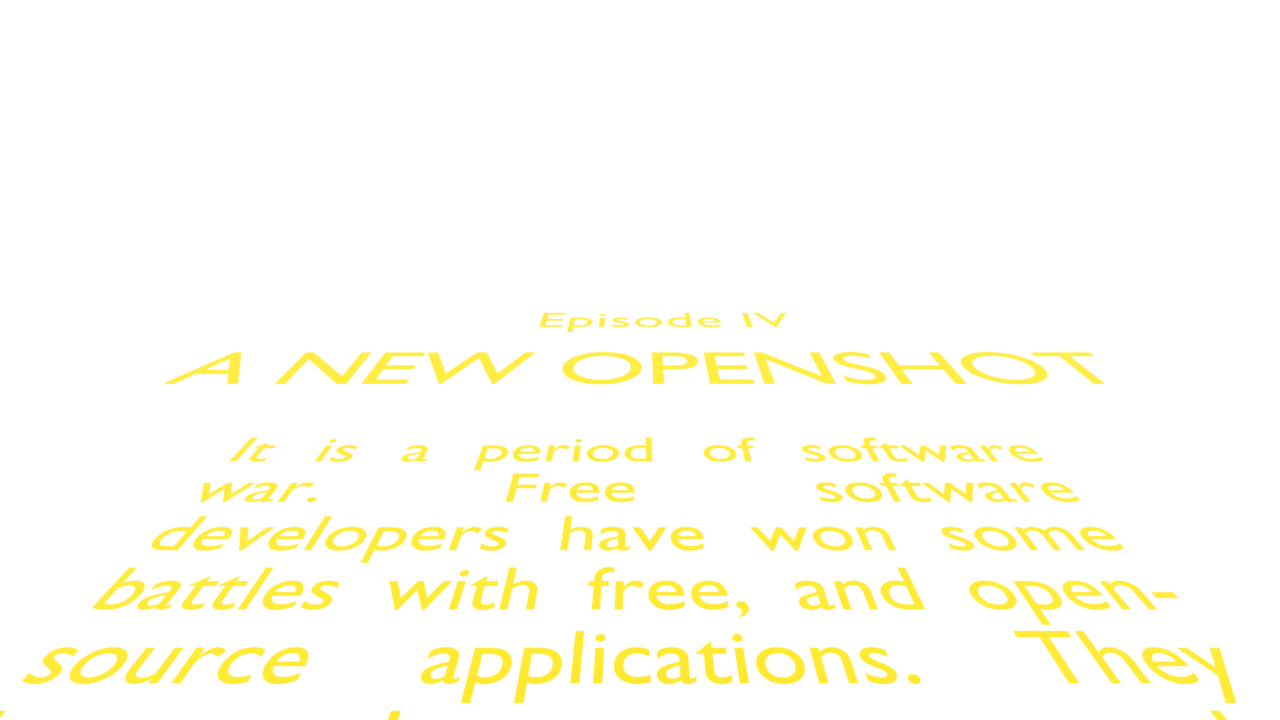 Episode IV
A NEW OPENSHOT
It is a period of software
war. Free software
developers have won some
battles with free, and open-
source applications. They